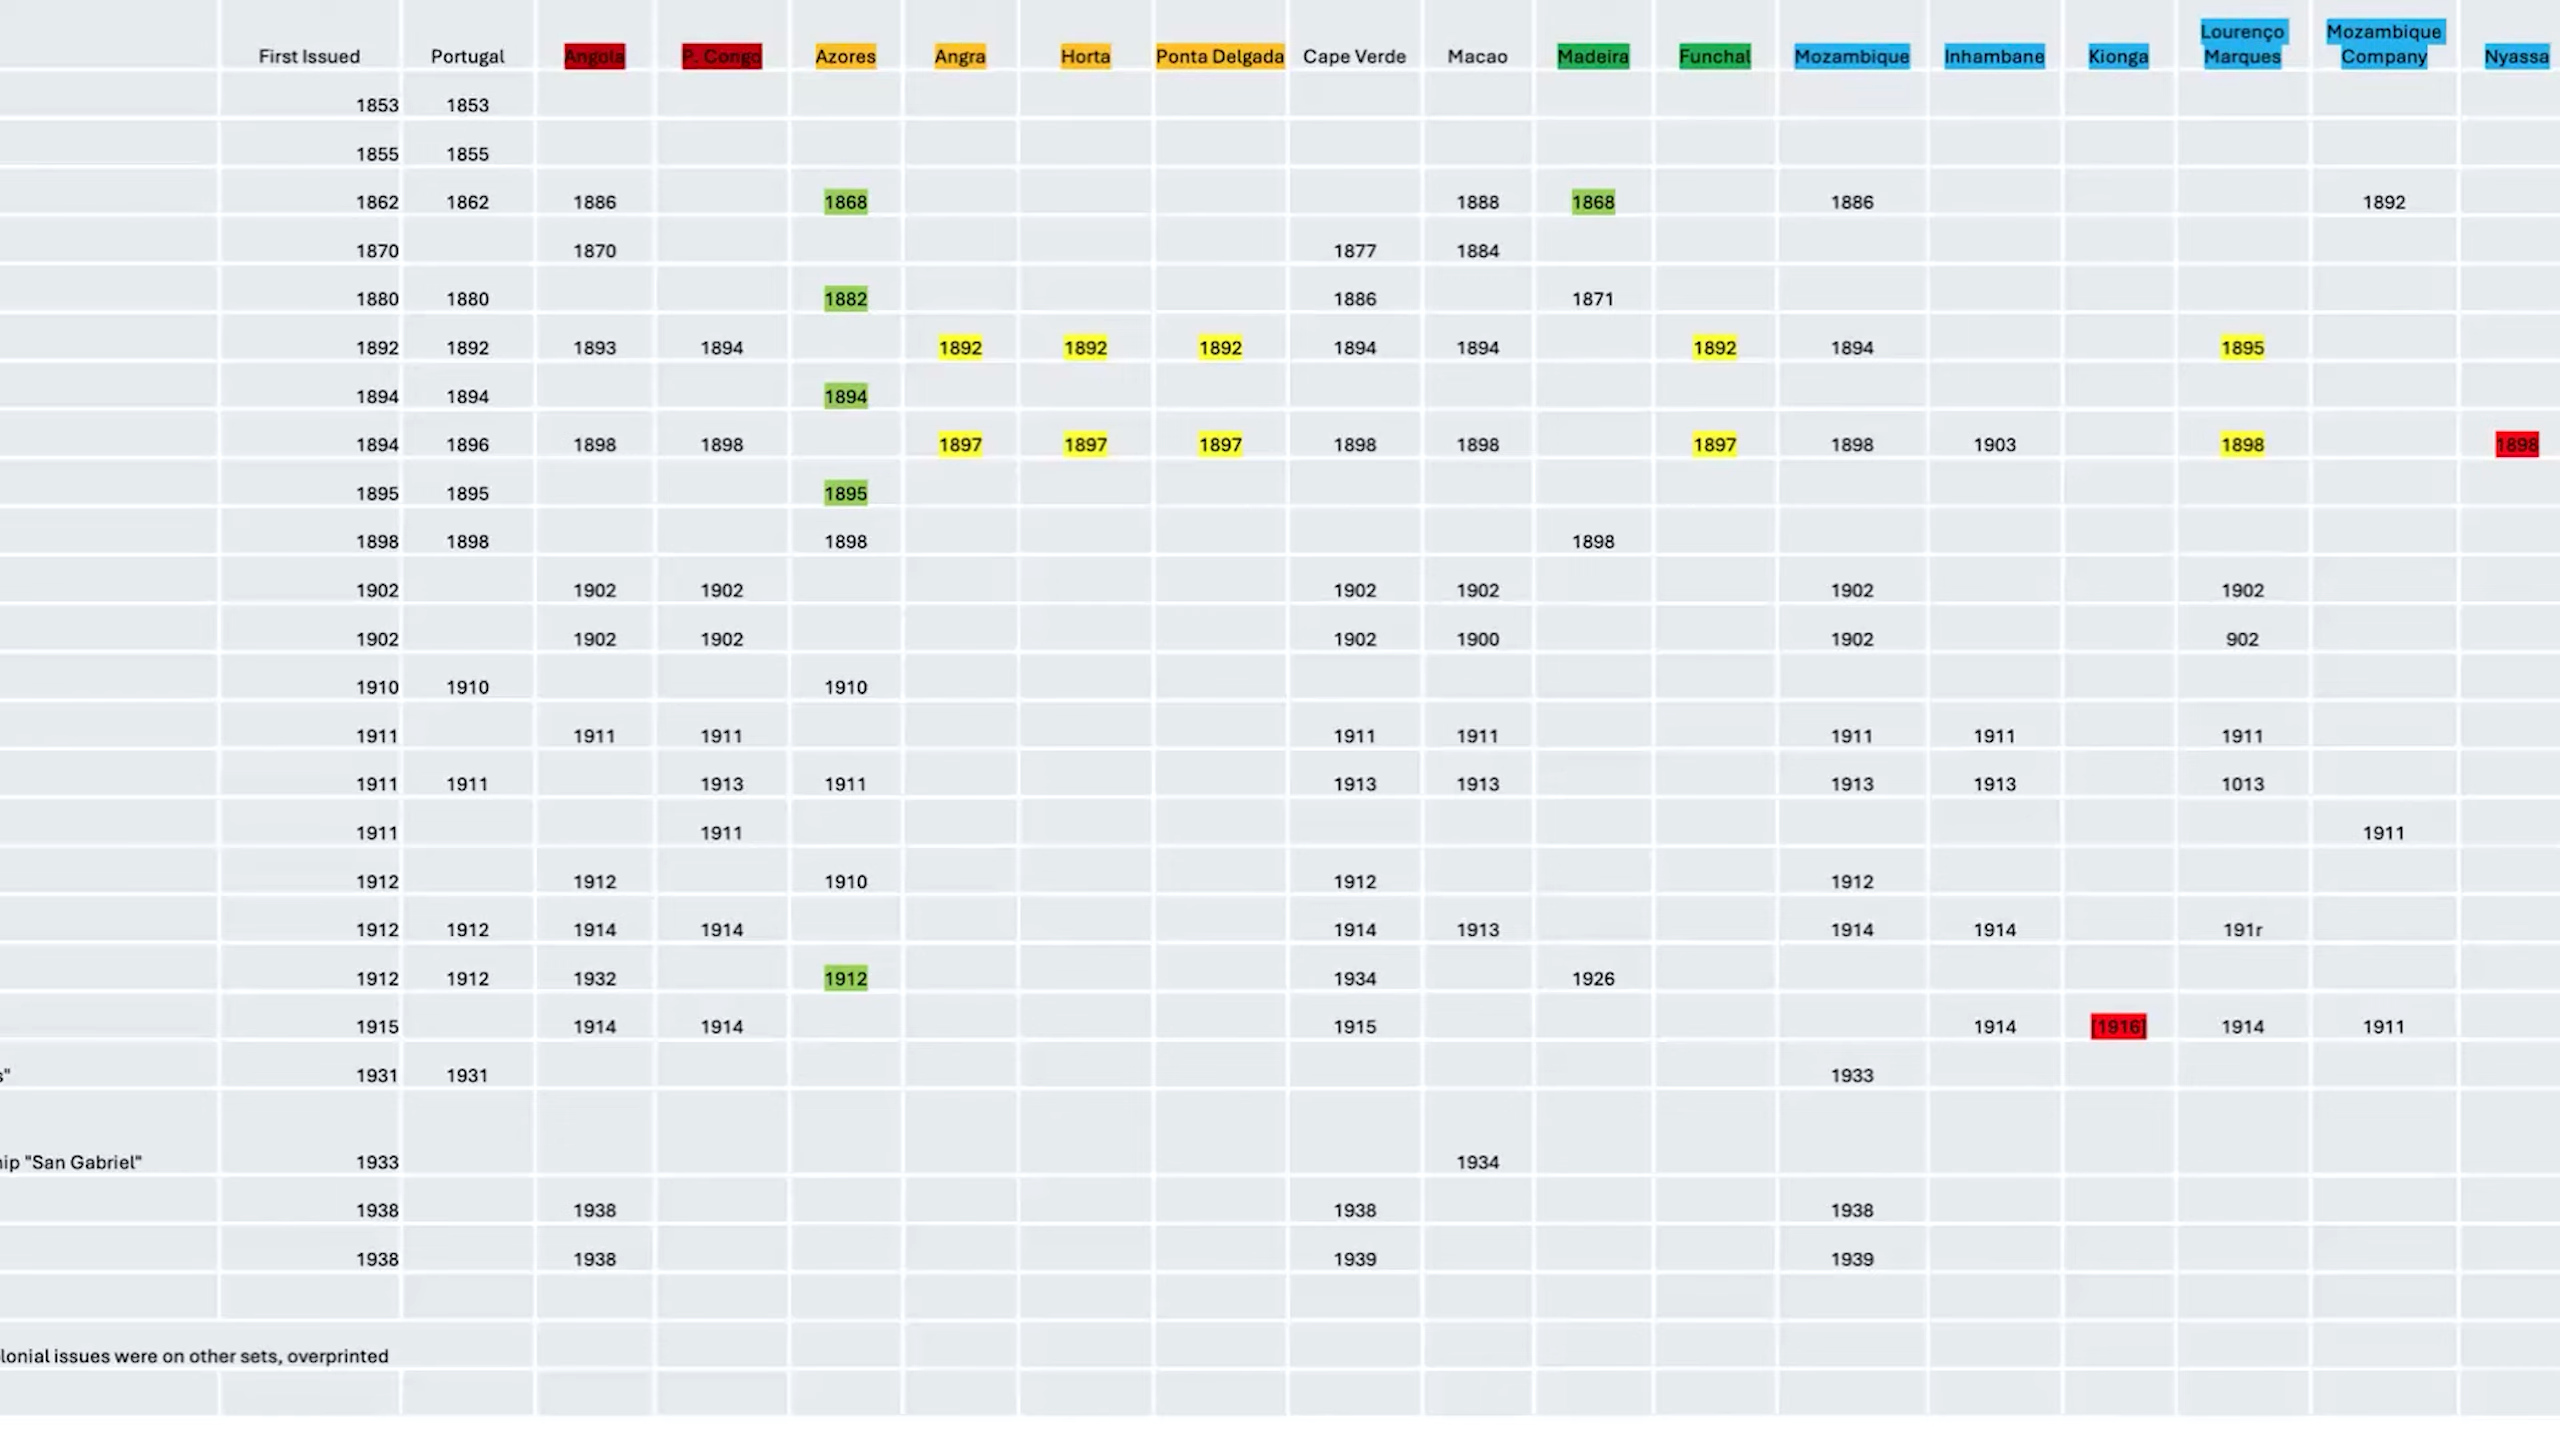 First Issued Portugal Angola P. Congo Azores Angra Horta Ponta Delgada Cape Verde Macao Madeira Funchal Mozambique Inhambane Kionga Lourenço Marques Mozambique Company Nyassa
1853 1853
1855 1855
1862 1862 1886 1868 1888 1868 1886 1892
1870 1870 1877 1884
1880 1880 1882 1886 1871
1892 1892 1893 1894 1892 1892 1892 1894 1894 1892 1894 1895
1894 1894 1894
1894 1896 1898 1898 1897 1897 1897 1898 1898 1897 1898 1903 1898 1898
1895 1895 1895
1898 1898 1898 1898
1902 1902 1902 1902 1902 1902 1902
1902 1902 1902 1902 1900 1902 902
1910 1910 1910
1911 1911 1911 1911 1911 1911 1911 1911
1911 1911 1913 1911 1913 1913 1913 1913 1013
1911 1911 1911
1912 1912 1910 1912 1912
1912 1912 1914 1914 1914 1913 1914 1914 191r
1912 1912 1932 1912 1934 1926
1915 1914 1914 1915 1914 [1916] 1914 1911
s" 1931 1931 1933
ip "San Gabriel" 1933 1934
1938 1938 1938 1938
1938 1938 1939 1939
lonial issues were on other sets, overprinted